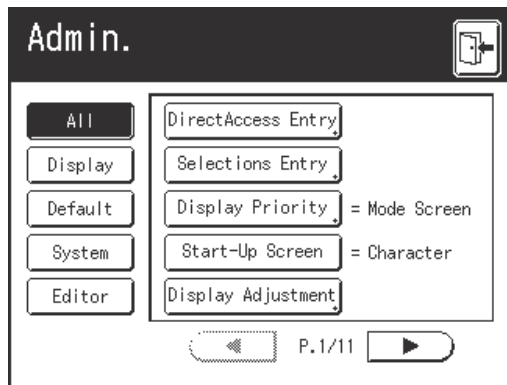 Admin.
All
DirectAccess Entry
Display
Selections Entry
Default
Display Priority = Mode Screen
System
Start-Up Screen = Character
Editor
Display Adjustment
P.1/11